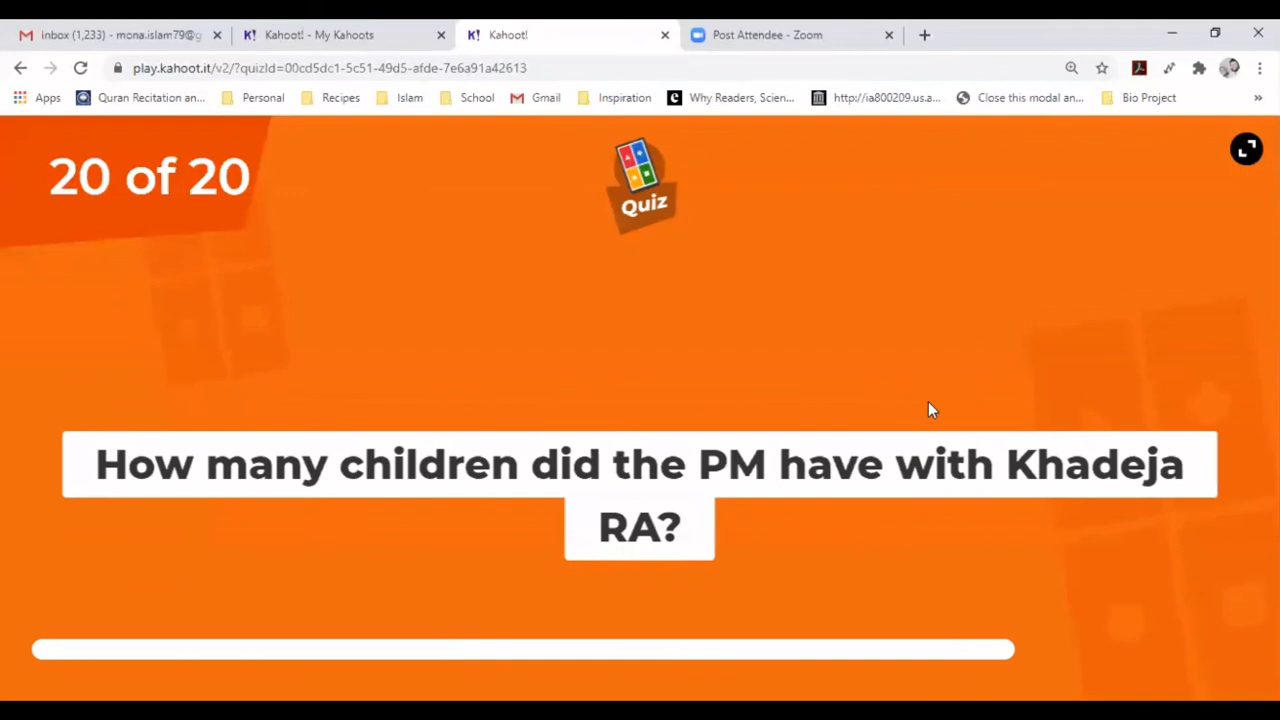 Inbox (1,233) - mona.islam79@g
K! Kahoot! - My Kahoots
K! Kahoot!
Post Attendee - Zoom
play.kahoot.it/v2/?quizId=00cd5dc1-5c51-49d5-afde-7e6a91a42613
Apps
Quran Recitation an...
Personal
Recipes
Islam
School
Gmail
Inspiration
Why Readers, Scien...
http://ia800209.us.a...
Close this modal an...
Bio Project
»
20 of 20
Quiz
How many children did the PM have with Khadeja
RA?